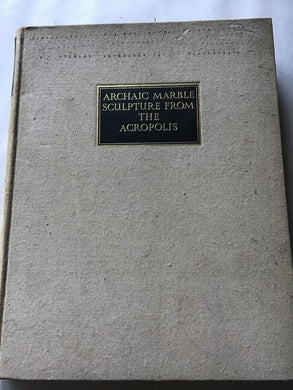 ARCHAIC MARBLE
SCULPTURE FROM
THE
ACROPOLIS